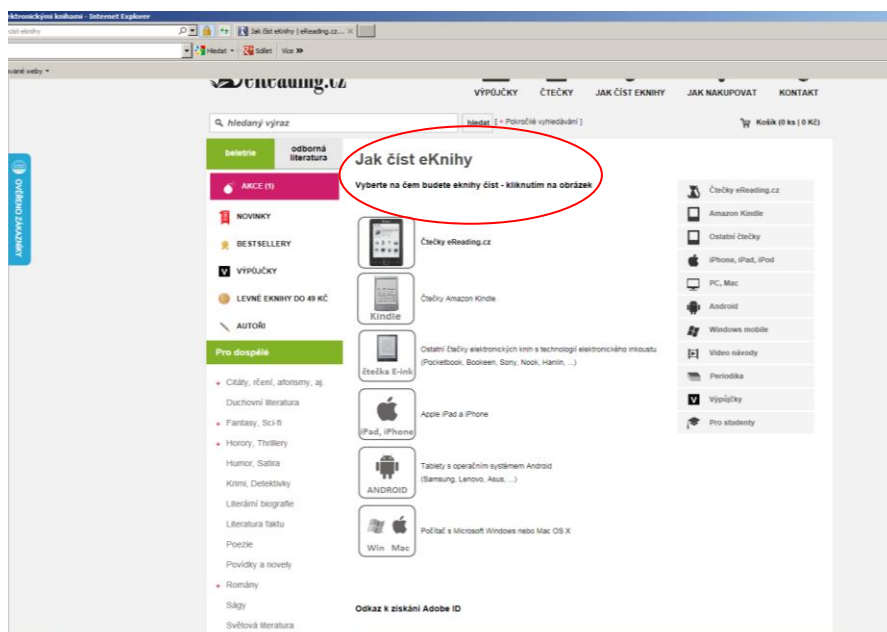 ektronickými knihami - Internet Explorer
cist-eknihy
Jak číst eKnihy | eReading.cz...
Hledat
Sdílet
Více
ované weby
eReading.cz
VÝPŮJČKY
ČTEČKY
JAK ČÍST EKNIHY
JAK NAKUPOVAT
KONTAKT
hledaný výraz
hledat
[ + Pokročilé vyhledávání ]
Košík (0 ks | 0 Kč)
OVĚŘENO ZÁKAZNÍKY
beletrie
odborná
literatura
AKCE (1)
NOVINKY
BESTSELLERY
VÝPŮJČKY
LEVNÉ EKNIHY DO 49 KČ
AUTOŘI
Pro dospělé
Citáty, rčení, aforismy, aj.
Duchovní literatura
Fantasy, Sci-fi
Horory, Thrillery
Humor, Satira
Krimi, Detektivky
Literární biografie
Literatura faktu
Poezie
Povídky a novely
Romány
Ságy
Světová literatura
Jak číst eKnihy
Vyberte na čem budete eknihy číst - kliknutím na obrázek
Čtečky eReading.cz
Kindle
Čtečky Amazon Kindle
čtečka E-ink
Ostatní čtečky elektronických knih s technologií elektronického inkoustu
(Pocketbook, Bookeen, Sony, Nook, Hanlin, ...)
iPad, iPhone
Apple iPad a iPhone
ANDROID
Tablety s operačním systémem Android
(Samsung, Lenovo, Asus, ...)
Win Mac
Počítač s Microsoft Windows nebo Mac OS X
Odkaz k získání Adobe ID
Čtečky eReading.cz
Amazon Kindle
Ostatní čtečky
iPhone, iPad, iPod
PC, Mac
Android
Windows mobile
Video návody
Periodika
Výpůjčky
Pro studenty